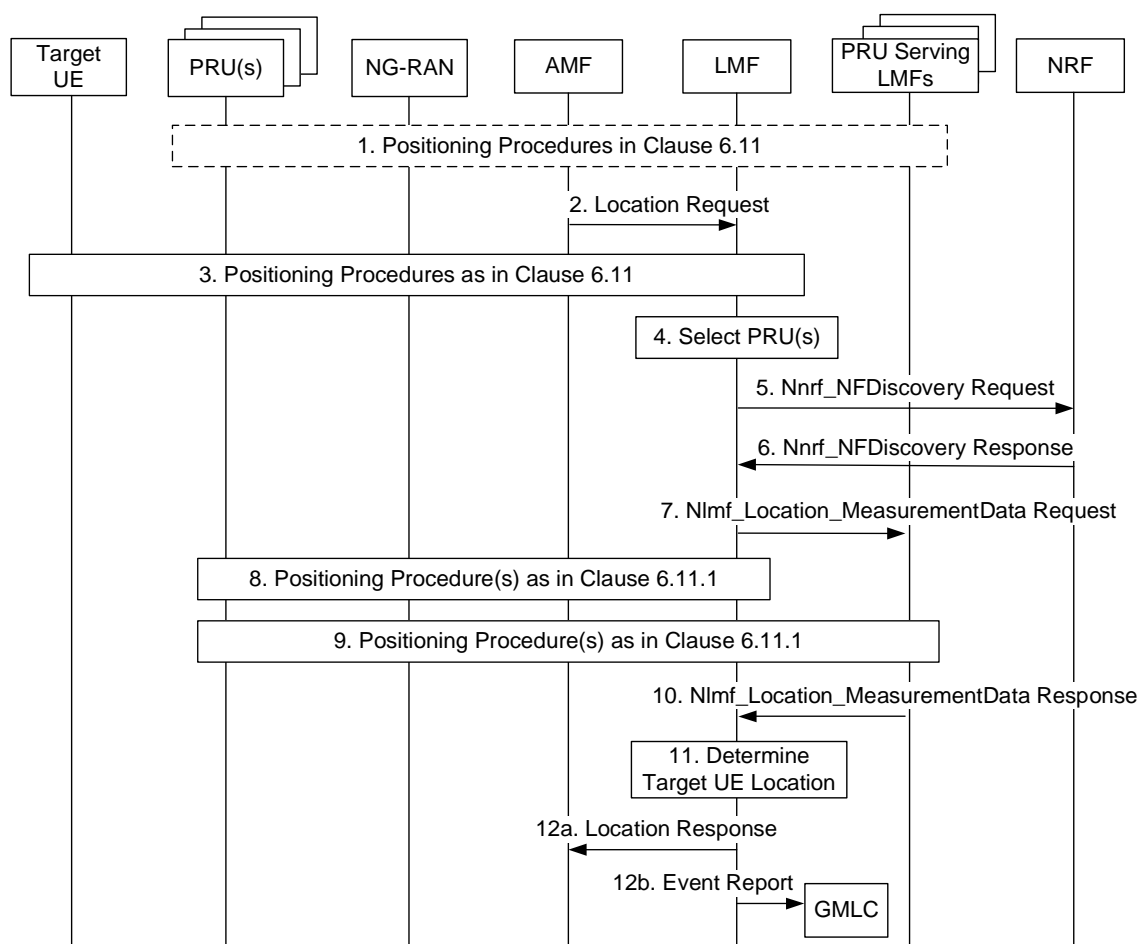 Target
UE
PRU(s)
NG-RAN
AMF
LMF
PRU Serving
LMFs
NRF
1. Positioning Procedures in Clause 6.11
2. Location Request
3. Positioning Procedures as in Clause 6.11
4. Select PRU(s)
5. Nnrf_NFDiscovery Request
6. Nnrf_NFDiscovery Response
7. Nlmf_Location_MeasurementData Request
8. Positioning Procedure(s) as in Clause 6.11.1
9. Positioning Procedure(s) as in Clause 6.11.1
10. Nlmf_Location_MeasurementData Response
11. Determine
Target UE Location
12a. Location Response
12b. Event Report
GMLC